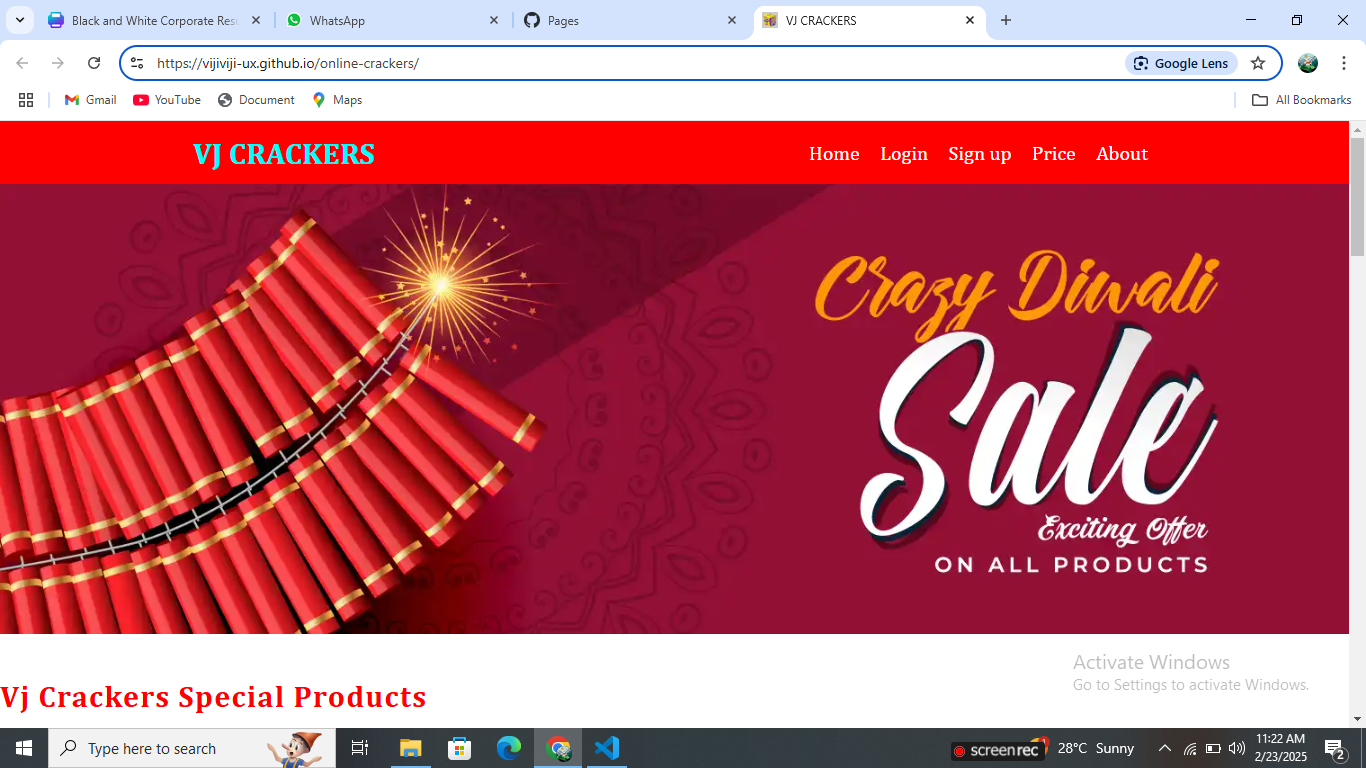 Black and White Corporate Resu
WhatsApp
Pages
VJ CRACKERS
https://vijiviji-ux.github.io/online-crackers/
Google Lens
Gmail
YouTube
Document
Maps
All Bookmarks
VJ CRACKERS
Home
Login
Sign up
Price
About
Crazy Diwali
Sale
Exciting Offer
ON ALL PRODUCTS
Vj Crackers Special Products
Activate Windows
Go to Settings to activate Windows.
Type here to search
screenrec
1
28°C Sunny
11:22 AM
2/23/2025
2